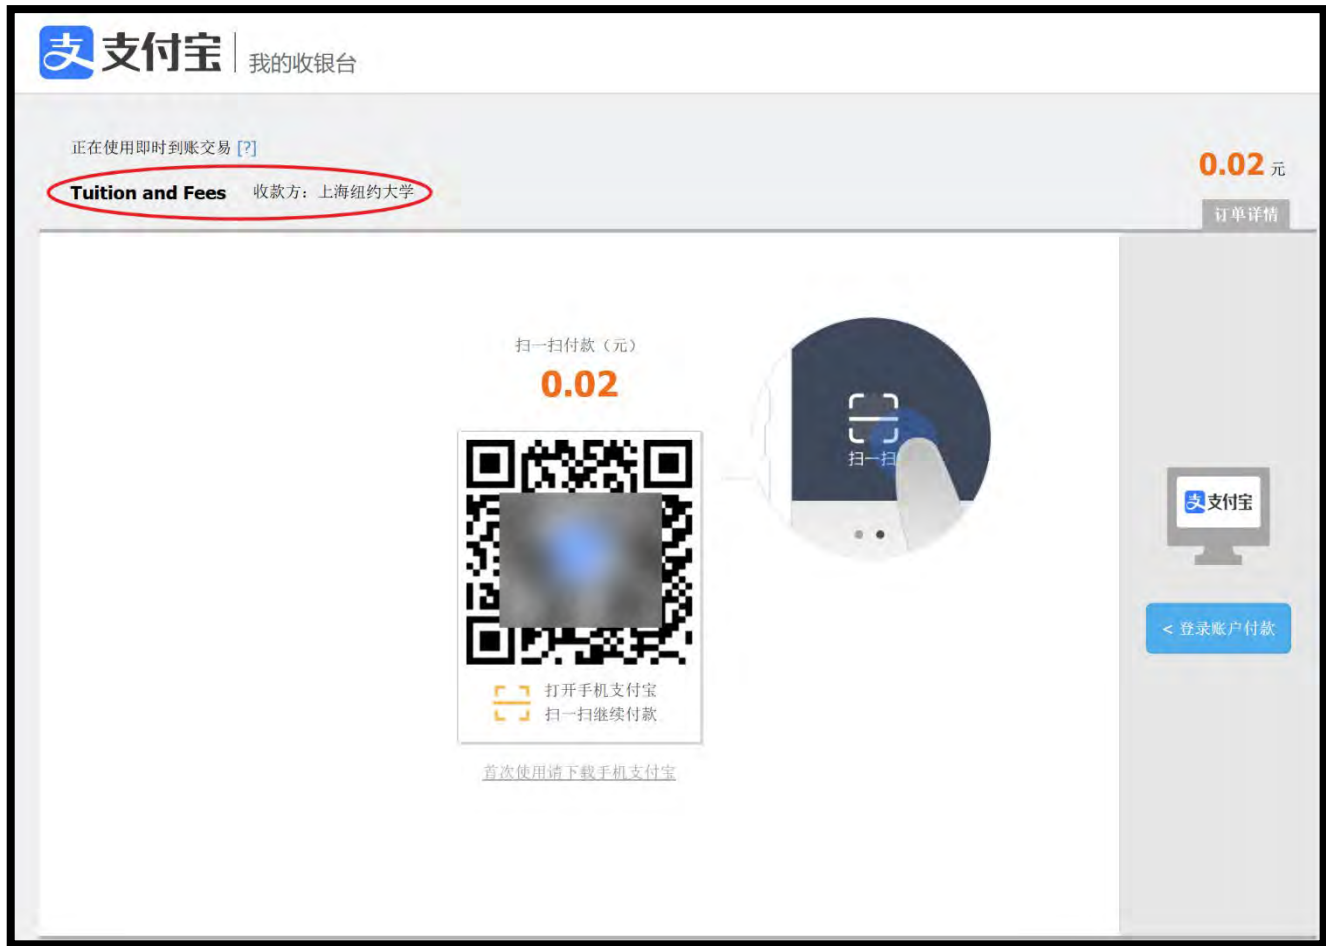 支 支付宝 我的收银台
正在使用即时到账交易 [?]
0.02 元
Tuition and Fees 收款方：上海纽约大学
订单详情
扫一扫付款（元）
0.02
扫一扫
支 支付宝
< 登录账户付款
打开手机支付宝
扫一扫继续付款
首次使用请下载手机支付宝